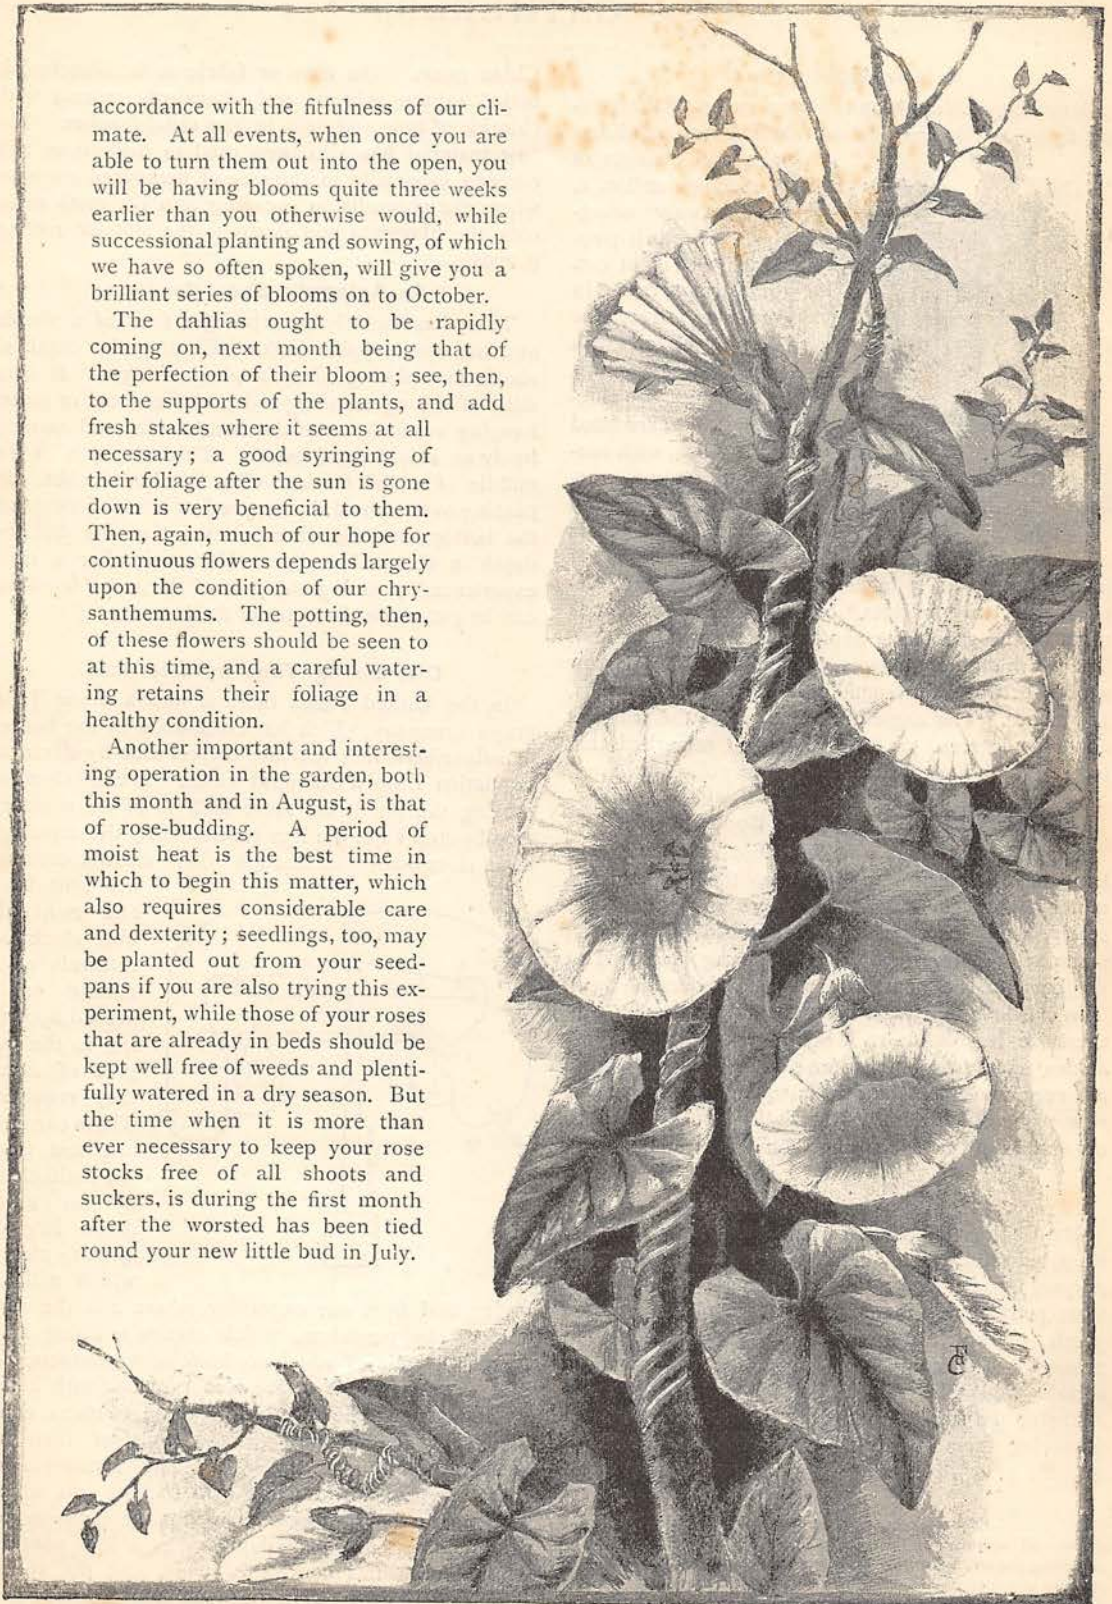 accordance with the fitfulness of our cli-
mate. At all events, when once you are
able to turn them out into the open, you
will be having blooms quite three weeks
earlier than you otherwise would, while
successional planting and sowing, of which
we have so often spoken, will give you a
brilliant series of blooms on to October.
The dahlias ought to be rapidly
coming on, next month being that of
the perfection of their bloom ; see, then,
to the supports of the plants, and add
fresh stakes where it seems at all
necessary ; a good syringing of
their foliage after the sun is gone
down is very beneficial to them.
Then, again, much of our hope for
continuous flowers depends largely
upon the condition of our chry-
santhemums. The potting, then,
of these flowers should be seen to
at this time, and a careful water-
ing retains their foliage in a
healthy condition.
Another important and interest-
ing operation in the garden, both
this month and in August, is that
of rose-budding. A period of
moist heat is the best time in
which to begin this matter, which
also requires considerable care
and dexterity ; seedlings, too, may
be planted out from your seed-
pans if you are also trying this ex-
periment, while those of your roses
that are already in beds should be
kept well free of weeds and plenti-
fully watered in a dry season. But
the time when it is more than
ever necessary to keep your rose
stocks free of all shoots and
suckers, is during the first month
after the worsted has been tied
round your new little bud in July.